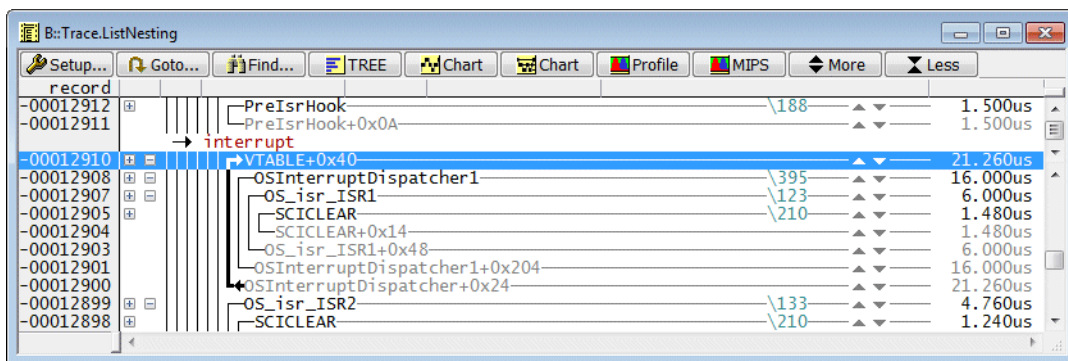 B::Trace.ListNesting
Setup... Goto... Find... TREE Chart Chart Profile MIPS More Less
record
-00012912 PreIsrHook \188 1.500us
-00012911 PreIsrHook+0x0A 1.500us
interrupt
-00012910 VTABLE+0x40 21.260us
-00012908 OSInterruptDispatcher1 \395 16.000us
-00012907 OS_isr_ISR1 \123 6.000us
-00012905 SCICLEAR \210 1.480us
-00012904 SCICLEAR+0x14 1.480us
-00012903 OS_isr_ISR1+0x48 6.000us
-00012901 OSInterruptDispatcher1+0x204 16.000us
-00012900 OSInterruptDispatcher+0x24 21.260us
-00012899 OS_isr_ISR2 \133 4.760us
-00012898 SCICLEAR \210 1.240us